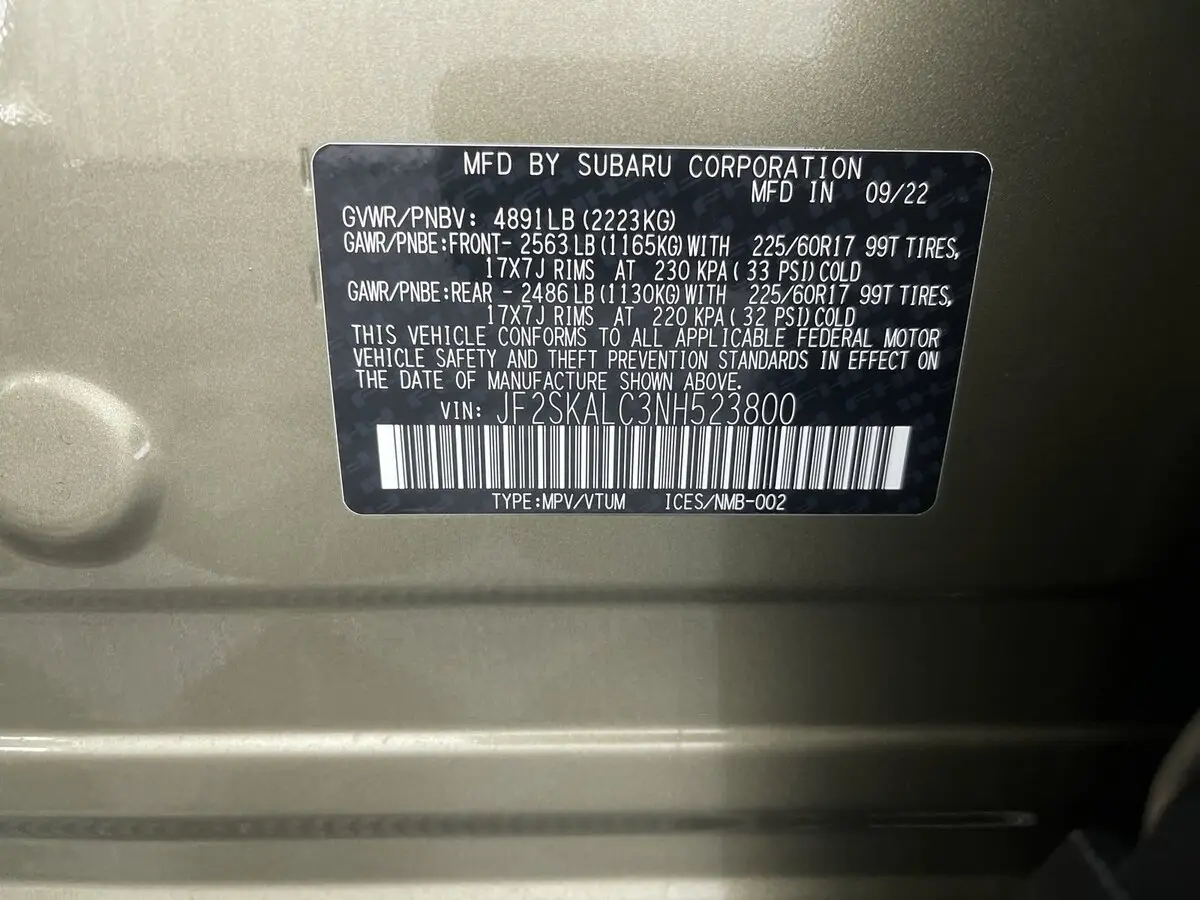 MFD BY SUBARU CORPORATION
MFD IN 09/22
GVWR/PNBV: 4891LB (2223KG)
GAWR/PNBE:FRONT- 2563 LB (1165KG) WITH 225/60R17 99T TIRES,
17X7J RIMS AT 230 KPA ( 33 PSI) COLD
GAWR/PNBE:REAR - 2486 LB (1130KG) WITH 225/60R17 99T TIRES,
17X7J RIMS AT 220 KPA ( 32 PSI) COLD
THIS VEHICLE CONFORMS TO ALL APPLICABLE FEDERAL MOTOR
VEHICLE SAFETY AND THEFT PREVENTION STANDARDS IN EFFECT ON
THE DATE OF MANUFACTURE SHOWN ABOVE.
VIN: JF2SKALC3NH523800
TYPE:MPV/VTUM ICES/NMB-002